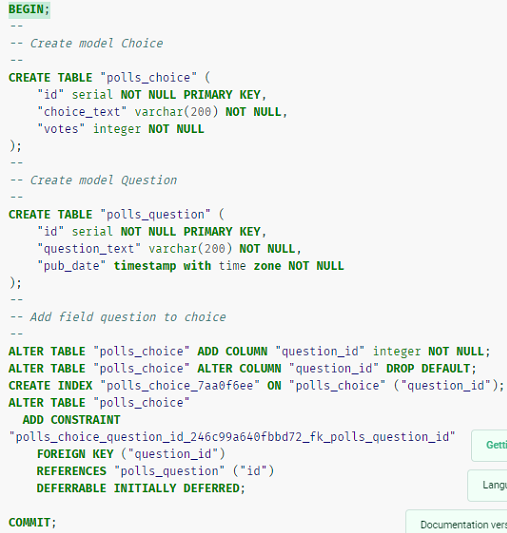 BEGIN;
--
-- Create model Choice
--
CREATE TABLE "polls_choice" (
    "id" serial NOT NULL PRIMARY KEY,
    "choice_text" varchar(200) NOT NULL,
    "votes" integer NOT NULL
);
--
-- Create model Question
--
CREATE TABLE "polls_question" (
    "id" serial NOT NULL PRIMARY KEY,
    "question_text" varchar(200) NOT NULL,
    "pub_date" timestamp with time zone NOT NULL
);
--
-- Add field question to choice
--
ALTER TABLE "polls_choice" ADD COLUMN "question_id" integer NOT NULL;
ALTER TABLE "polls_choice" ALTER COLUMN "question_id" DROP DEFAULT;
CREATE INDEX "polls_choice_7aa0f6ee" ON "polls_choice" ("question_id");
ALTER TABLE "polls_choice"
  ADD CONSTRAINT
"polls_choice_question_id_246c99a640fbbd72_fk_polls_question_id"
    FOREIGN KEY ("question_id")
    REFERENCES "polls_question" ("id")
    DEFERRABLE INITIALLY DEFERRED;
COMMIT;
Getti
Langu
Documentation vers